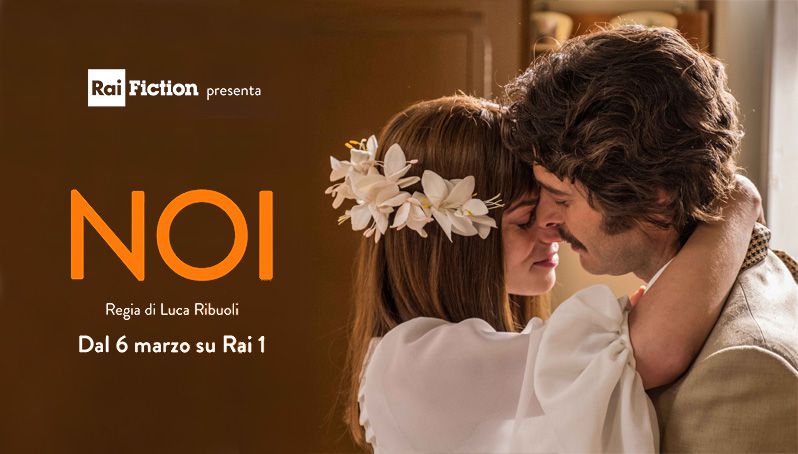 Rai Fiction presenta
NOI
Regia di Luca Ribuoli
Dal 6 marzo su Rai 1